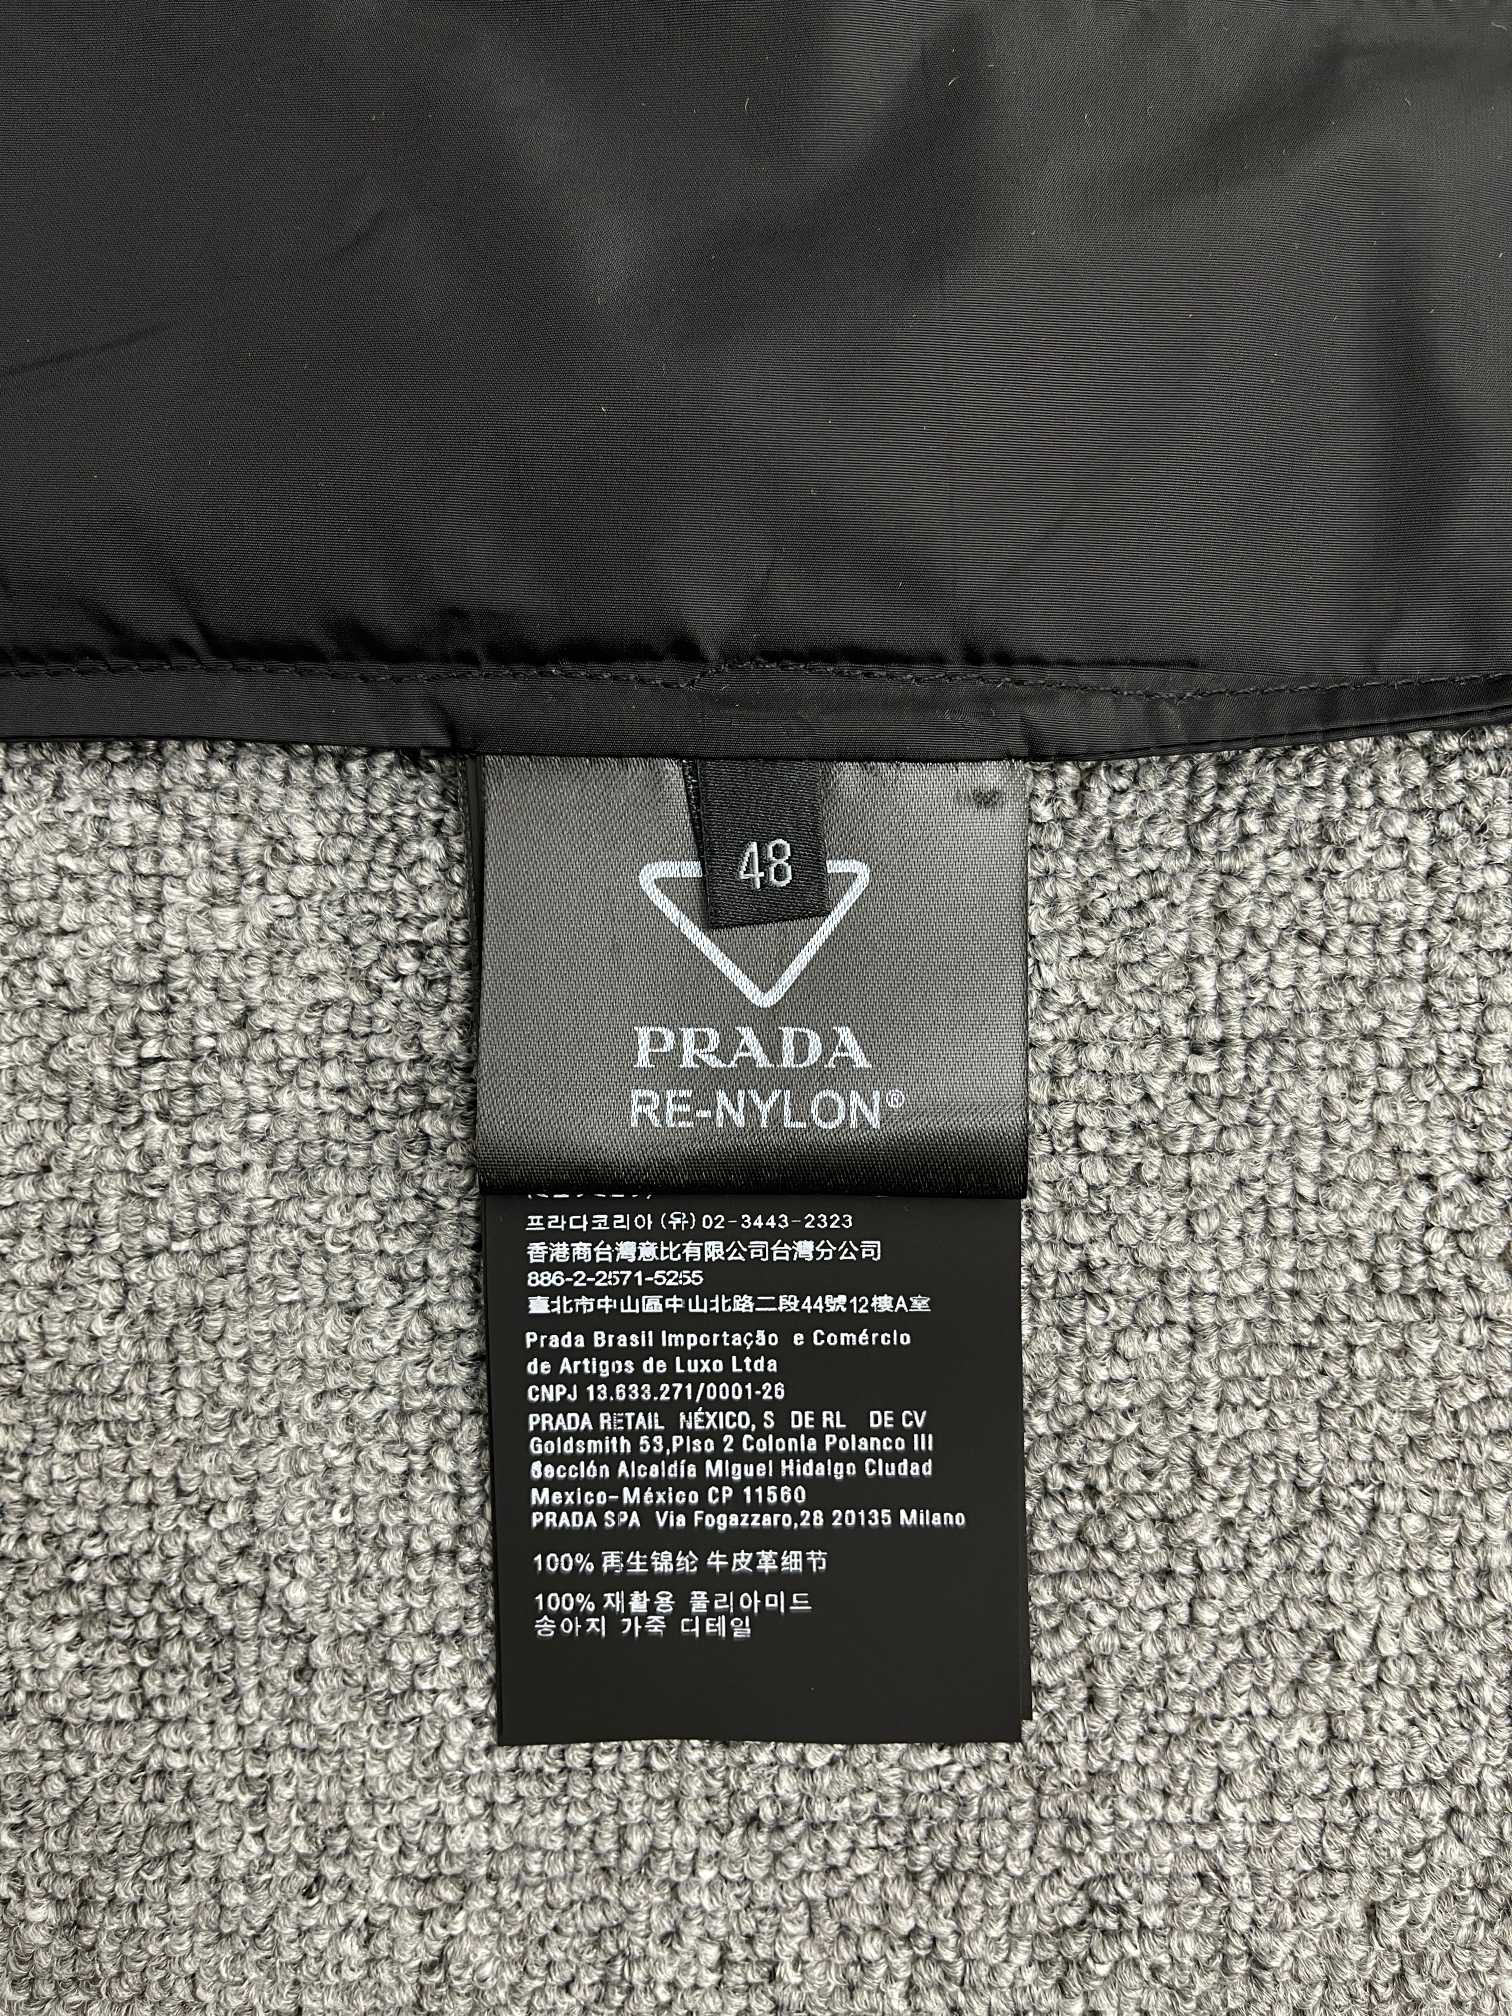 48
PRADA
RE-NYLON®
프라다코리아 (유) 02-3443-2323
香港商台灣意比有限公司台灣分公司
886-2-2571-5255
臺北市中山區中山北路二段44號12樓A室
Prada Brasil Importação e Comércio
de Artigos de Luxo Ltda
CNPJ 13.633.271/0001-26
PRADA RETAIL NÉXICO, S DE RL DE CV
Goldsmith 53,Piso 2 Colonia Polanco III
Sección Alcaldía Miguel Hidalgo Ciudad
Mexico-México CP 11560
PRADA SPA Via Fogazzaro,28 20135 Milano
100% 再生锦纶 牛皮革细节
100% 재활용 폴리아미드
송아지 가죽 디테일